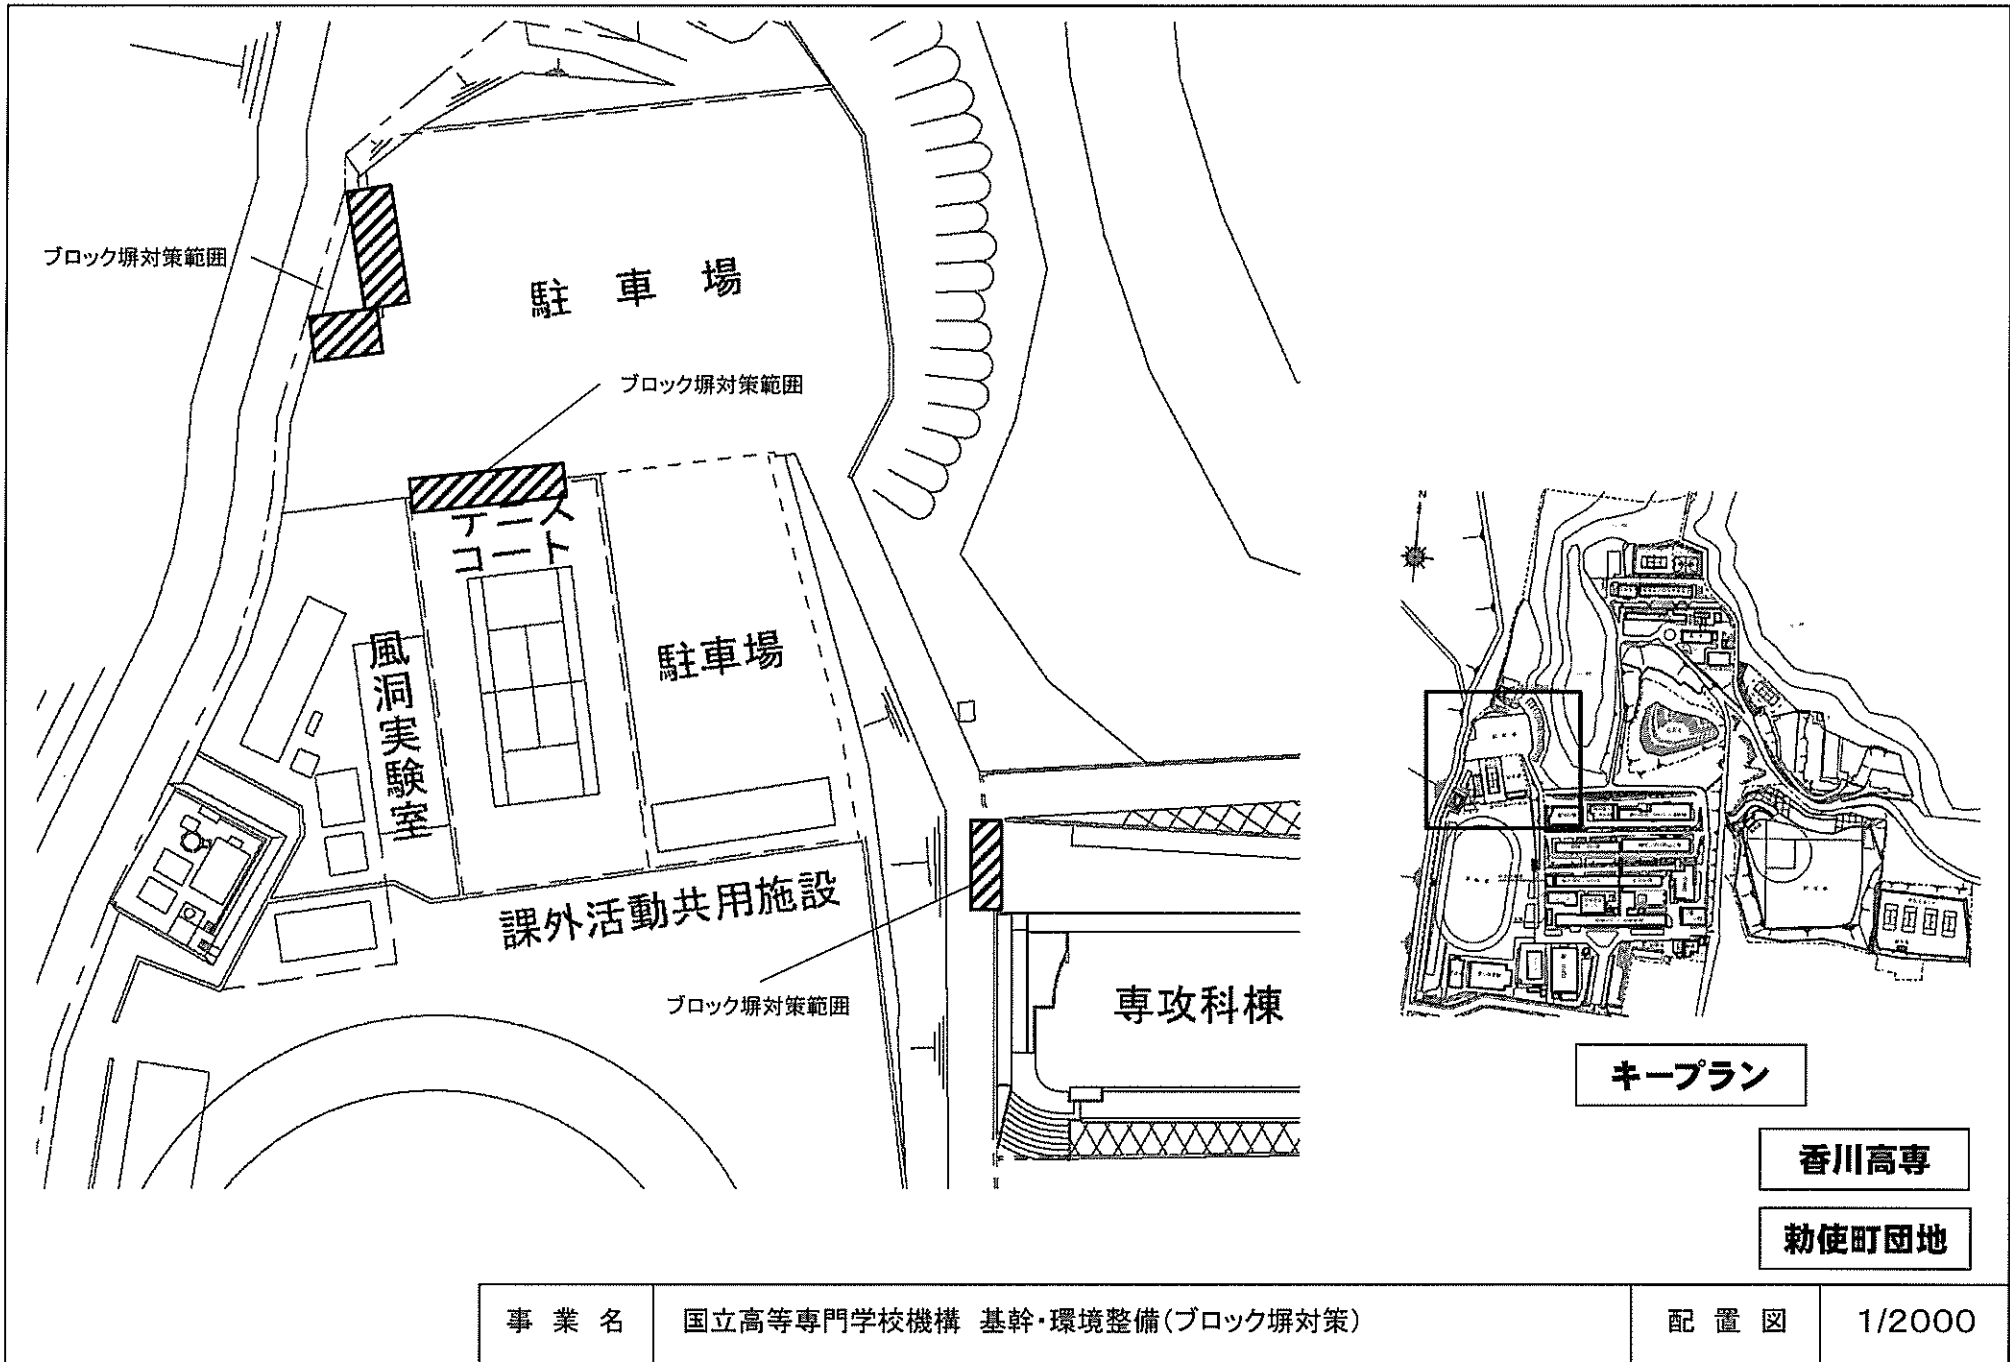 ブロック塀対策範囲
駐車場
ブロック塀対策範囲
テニス
コート
風洞実験室
駐車場
課外活動共用施設
ブロック塀対策範囲
専攻科棟
N
キープラン
香川高専
勅使町団地
事業名 国立高等専門学校機構 基幹・環境整備(ブロック塀対策) 配置図 1/2000